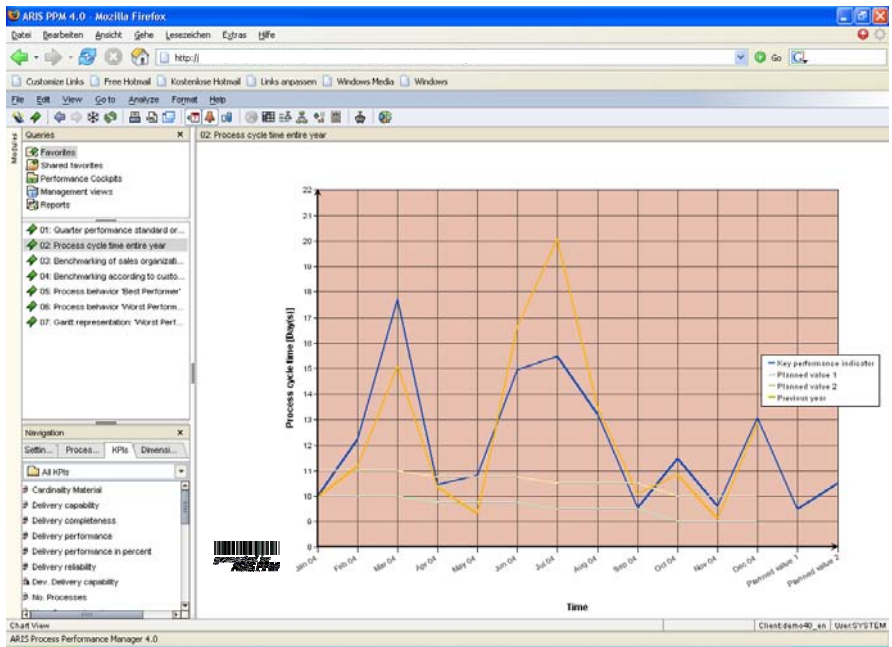 ARIS PPM 4.0 - Mozilla Firefox
Datei Bearbeiten Ansicht Gehe Lesezeichen Extras Hilfe
http:// Go
Customize Links Free Hotmail Kostenlose Hotmail Links anpassen Windows Media Windows
File Edit View Go to Analyze Format Help
Modules
Queries x
Favorites
Shared favorites
Performance Cockpits
Management views
Reports
01: Quarter performance standard or...
02: Process cycle time entire year
03: Benchmarking of sales organizati...
04: Benchmarking according to custo...
05: Process behavior 'Best Performer'
06: Process behavior 'Worst Perform...
07: Gantt representation: 'Worst Perf...
Navigation x
Settin... Proces... KPIs Dimensi...
All KPIs
Cardinality Material
Delivery capability
Delivery completeness
Delivery performance
Delivery performance in percent
Delivery reliability
Dev. Delivery capability
No. Processes
02: Process cycle time entire year
Process cycle time [Day(s)]
22
21
20
19
18
17
16
15
14
13
12
11
10
9
8
Jan 04 Feb 04 Mar 04 Apr 04 May 04 Jun 04 Jul 04 Aug 04 Sep 04 Oct 04 Nov 04 Dec 04 Planned value 1 Planned value 2
Time
Key performance indicator
Planned value 1
Planned value 2
Previous year
generated by
ARIS PPM
Chart View Client:demo40_en User:SYSTEM
ARIS Process Performance Manager 4.0